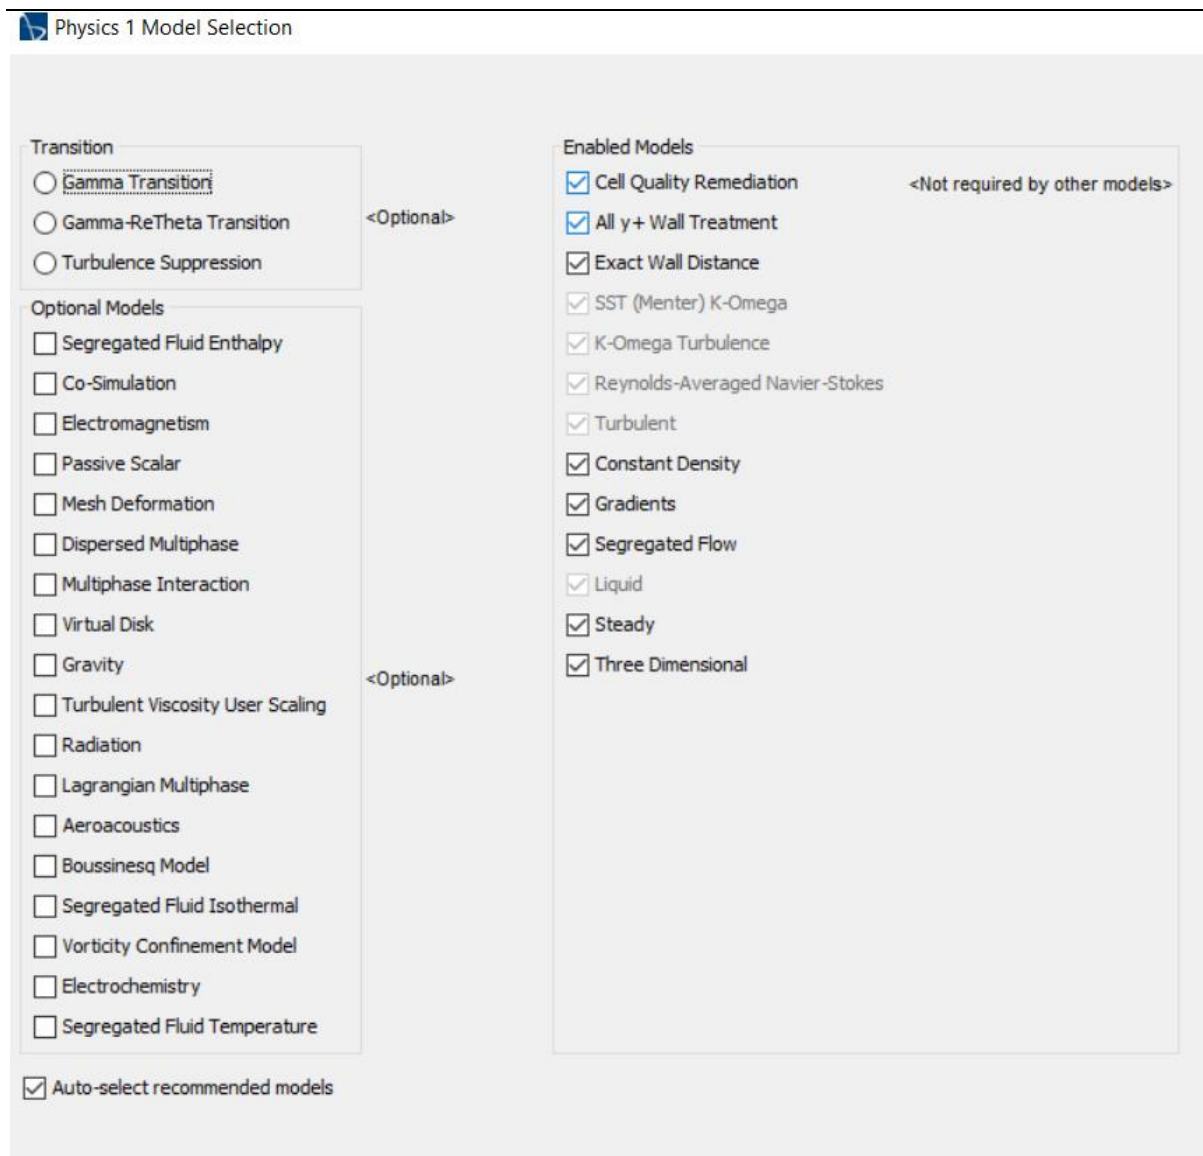 Physics 1 Model Selection
Transition
Gamma Transition
Gamma-ReTheta Transition
<Optional>
Turbulence Suppression
Optional Models
Segregated Fluid Enthalpy
Co-Simulation
Electromagnetism
Passive Scalar
Mesh Deformation
Dispersed Multiphase
Multiphase Interaction
Virtual Disk
Gravity
<Optional>
Turbulent Viscosity User Scaling
Radiation
Lagrangian Multiphase
Aeroacoustics
Boussinesq Model
Segregated Fluid Isothermal
Vorticity Confinement Model
Electrochemistry
Segregated Fluid Temperature
Auto-select recommended models
Enabled Models
Cell Quality Remediation
<Not required by other models>
All y+ Wall Treatment
Exact Wall Distance
SST (Menter) K-Omega
K-Omega Turbulence
Reynolds-Averaged Navier-Stokes
Turbulent
Constant Density
Gradients
Segregated Flow
Liquid
Steady
Three Dimensional